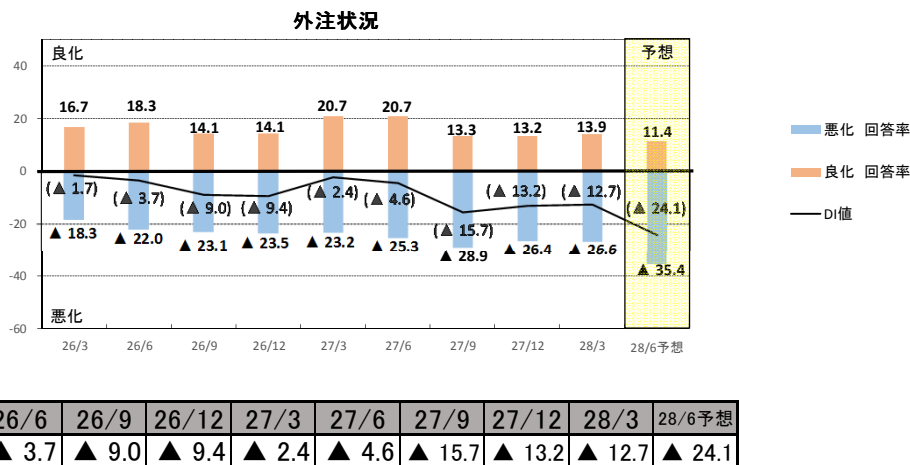 外注状況
良化
予想
40
20
0
-20
-40
-60
16.7 18.3 14.1 14.1 20.7 20.7 13.3 13.2 13.9 11.4
(▲ 1.7) (▲ 3.7) (▲ 9.0) (▲ 9.4) (▲ 2.4) (▲ 4.6) (▲ 15.7) (▲ 13.2) (▲ 12.7) (▲ 24.1)
▲ 18.3 ▲ 22.0 ▲ 23.1 ▲ 23.5 ▲ 23.2 ▲ 25.3 ▲ 28.9 ▲ 26.4 ▲ 26.6 ▲ 35.4
悪化
26/3 26/6 26/9 26/12 27/3 27/6 27/9 27/12 28/3 28/6予想
悪化 回答率
良化 回答率
DI値
26/6 26/9 26/12 27/3 27/6 27/9 27/12 28/3 28/6予想
▲ 3.7 ▲ 9.0 ▲ 9.4 ▲ 2.4 ▲ 4.6 ▲ 15.7 ▲ 13.2 ▲ 12.7 ▲ 24.1